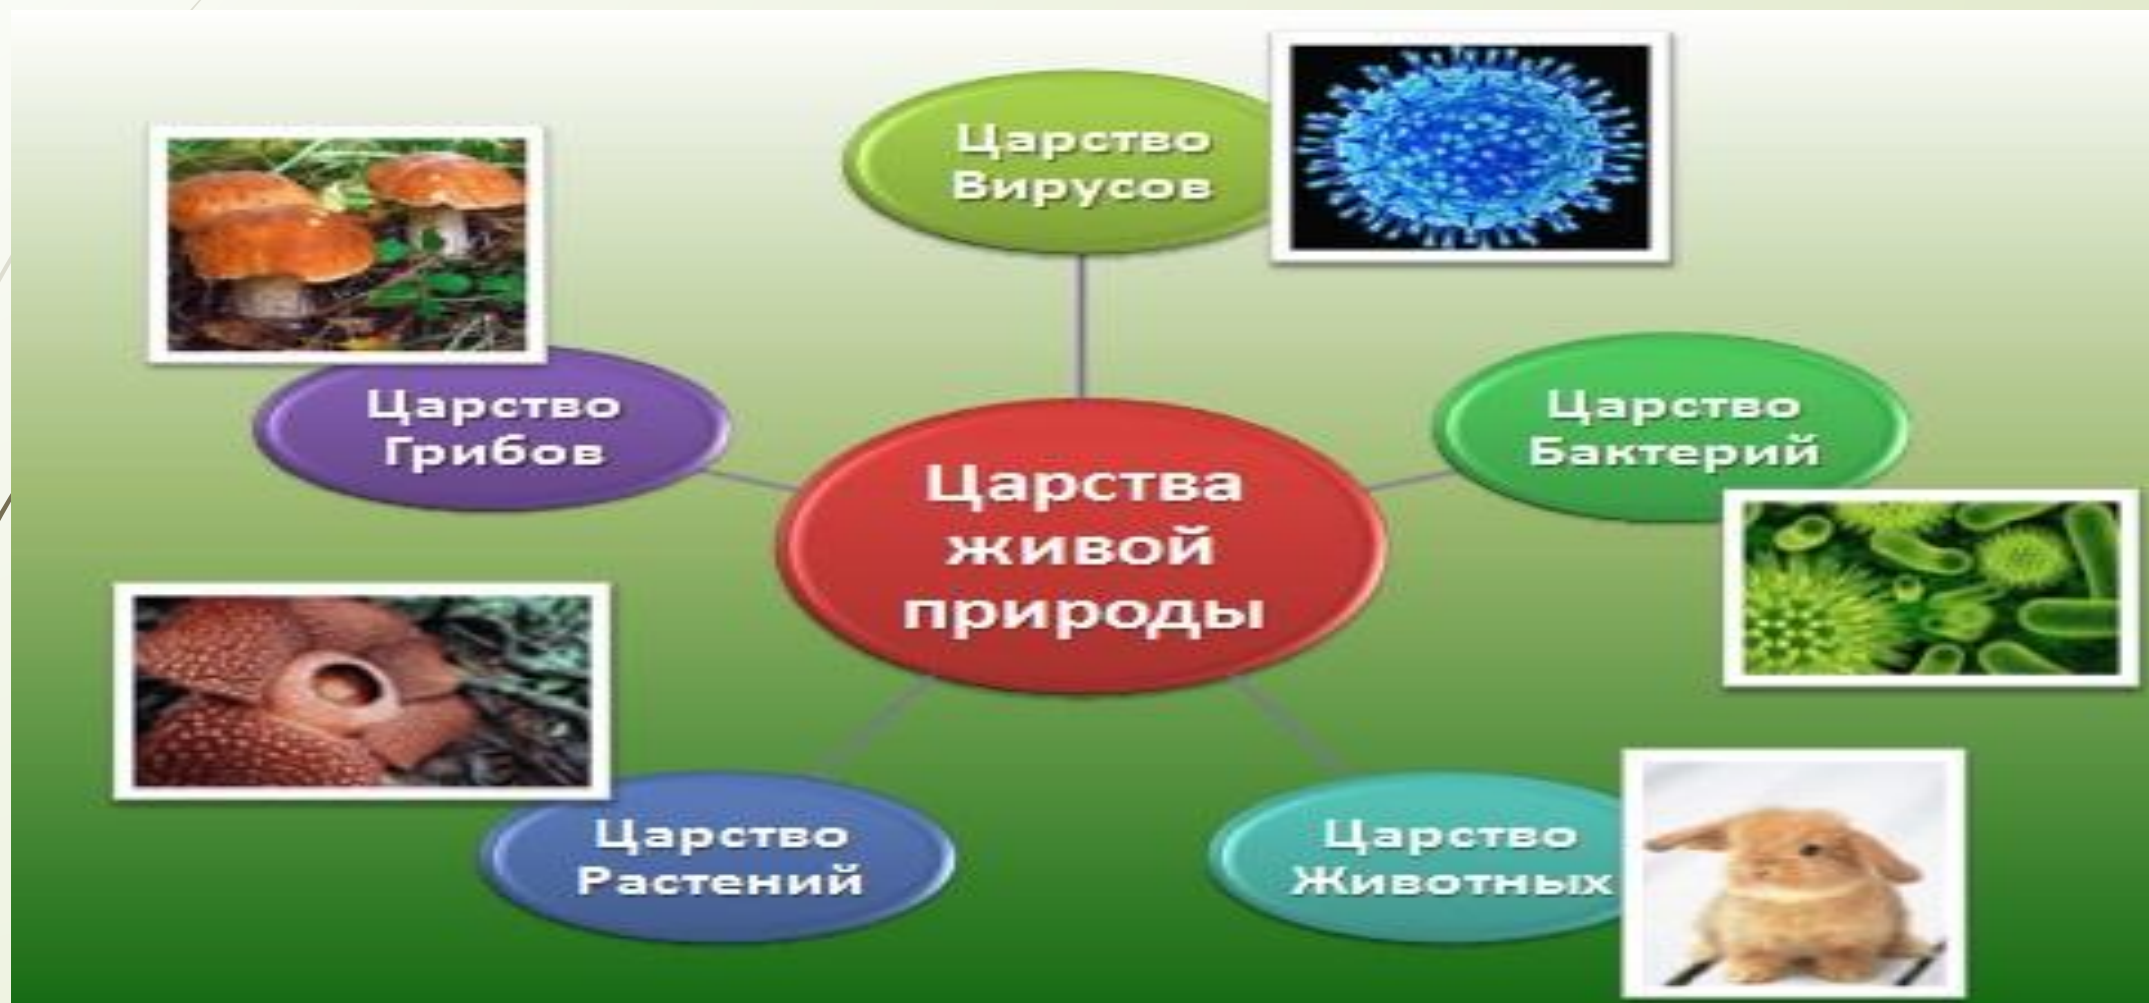 Царство
Вирусов
Царство
Грибов
Царство
Бактерий
Царства
живой
природы
Царство
Растений
Царство
Животных